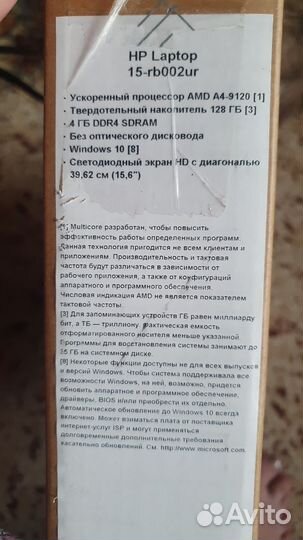 HP Laptop
15-rb002ur
- Ускоренный процессор AMD A4-9120 [1]
- Твердотельный накопитель 128 ГБ [3]
- 4 ГБ DDR4 SDRAM
- Без оптического дисковода
- Windows 10 [8]
- Светодиодный экран HD с диагональю
39,62 см (15,6")
[1] Multicore разработан, чтобы повысить
эффективность работы определенных программ.
Данная технология пригодится не всем клиентам и
приложениям. Производительность и тактовая
частота будут различаться в зависимости от
рабочего приложения, а также от конфигураций
аппаратного и программного обеспечения.
Числовая индикация AMD не является показателем
тактовой частоты.
[3] Для запоминающих устройств ГБ равен миллиарду
бит, а ТБ — триллиону. Фактическая емкость
отформатированного носителя меньше указанной.
Программы для восстановления системы занимают до
35 ГБ на системном диске.
[8] Некоторые функции доступны не для всех выпусков
и версий Windows. Чтобы система поддерживала все
возможности Windows, на ней, возможно, придется
обновить аппаратное и программное обеспечение,
драйверы, BIOS и/или приобрести их отдельно.
Автоматическое обновление до Windows 10 всегда
включено. Может взиматься плата от поставщика
интернет-услуг ISP и могут применяться
долговременные дополнительные требования
касательно обновлений. См. http://www.microsoft.com.
Avito